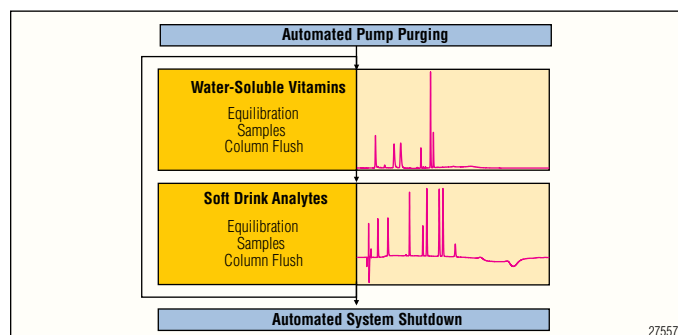 Automated Pump Purging
Water-Soluble Vitamins
Equilibration
Samples
Column Flush
Soft Drink Analytes
Equilibration
Samples
Column Flush
Automated System Shutdown
27557